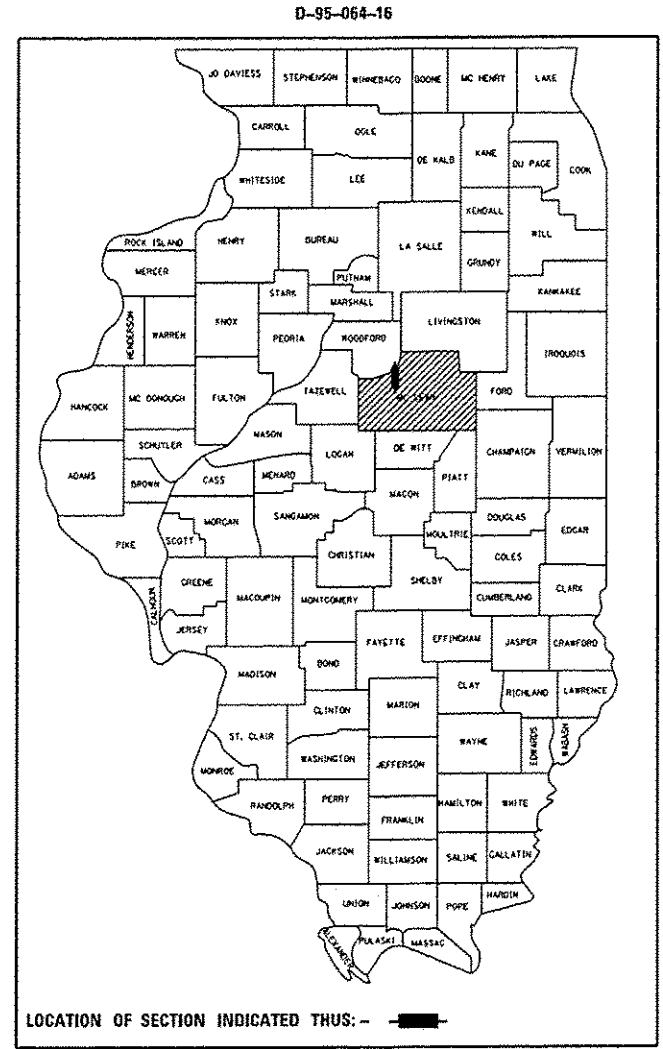 D-95-064-16
JO DAVIESS STEPHENSON WINNEBAGO BOONE MC HENRY LAKE
CARROLL OGLE DE KALB KANE DU PAGE COOK
WHITESIDE LEE
KENDALL
ROCK ISLAND HENRY BUREAU LA SALLE WILL
MERCER PUTNAM GRUNDY
STARK MARSHALL KANKAKEE
HENDERSON WARREN KNOX PEORIA WOODFORD LIVINGSTON IROQUOIS
HANCOCK MC DONOUGH FULTON TAZEWELL FORD
MASON
SCHUYLER LOGAN DE WITT CHAMPAIGN VERMILION
ADAMS BROWN CASS MENARD PIATT
MACON
MORGAN SANGAMON DOUGLAS
PIKE SCOTT CHRISTIAN MOULTRIE COLES EDGAR
GREENE SHELBY
CALHOUN MACOUPIN MONTGOMERY CUMBERLAND CLARK
JERSEY FAYETTE EFFINGHAM JASPER CRAWFORD
BOND
MADISON CLAY RICHLAND LAWRENCE
CLINTON MARION
ST. CLAIR WAYNE EDWARDS WABASH
WASHINGTON JEFFERSON
MONROE
RANDOLPH PERRY HAMILTON WHITE
FRANKLIN
JACKSON WILLIAMSON SALINE GALLATIN
UNION JOHNSON POPE HARDIN
ALEXANDER PULASKI MASSAC
LOCATION OF SECTION INDICATED THUS: -